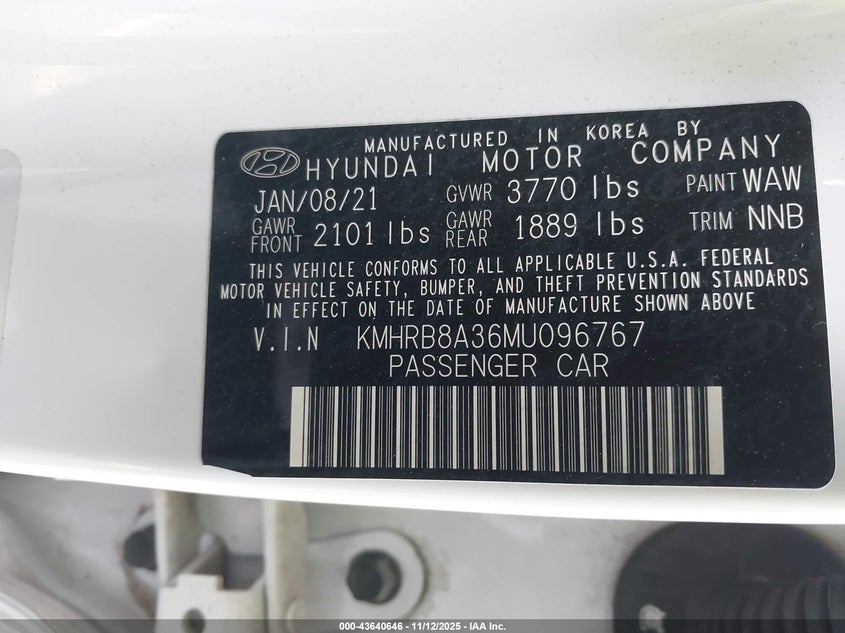 MANUFACTURED IN KOREA BY
HYUNDAI MOTOR COMPANY
JAN/08/21 GVWR 3770 lbs PAINT WAW
GAWR FRONT 2101 lbs GAWR REAR 1889 lbs TRIM NNB
THIS VEHICLE CONFORMS TO ALL APPLICABLE U.S.A. FEDERAL
MOTOR VEHICLE SAFETY, BUMPER, AND THEFT PREVENTION STANDARDS
IN EFFECT ON THE DATE OF MANUFACTURE SHOWN ABOVE
V.I.N KMHRB8A36MU096767
PASSENGER CAR
000-43640646 - 11/12/2025 - IAA Inc.